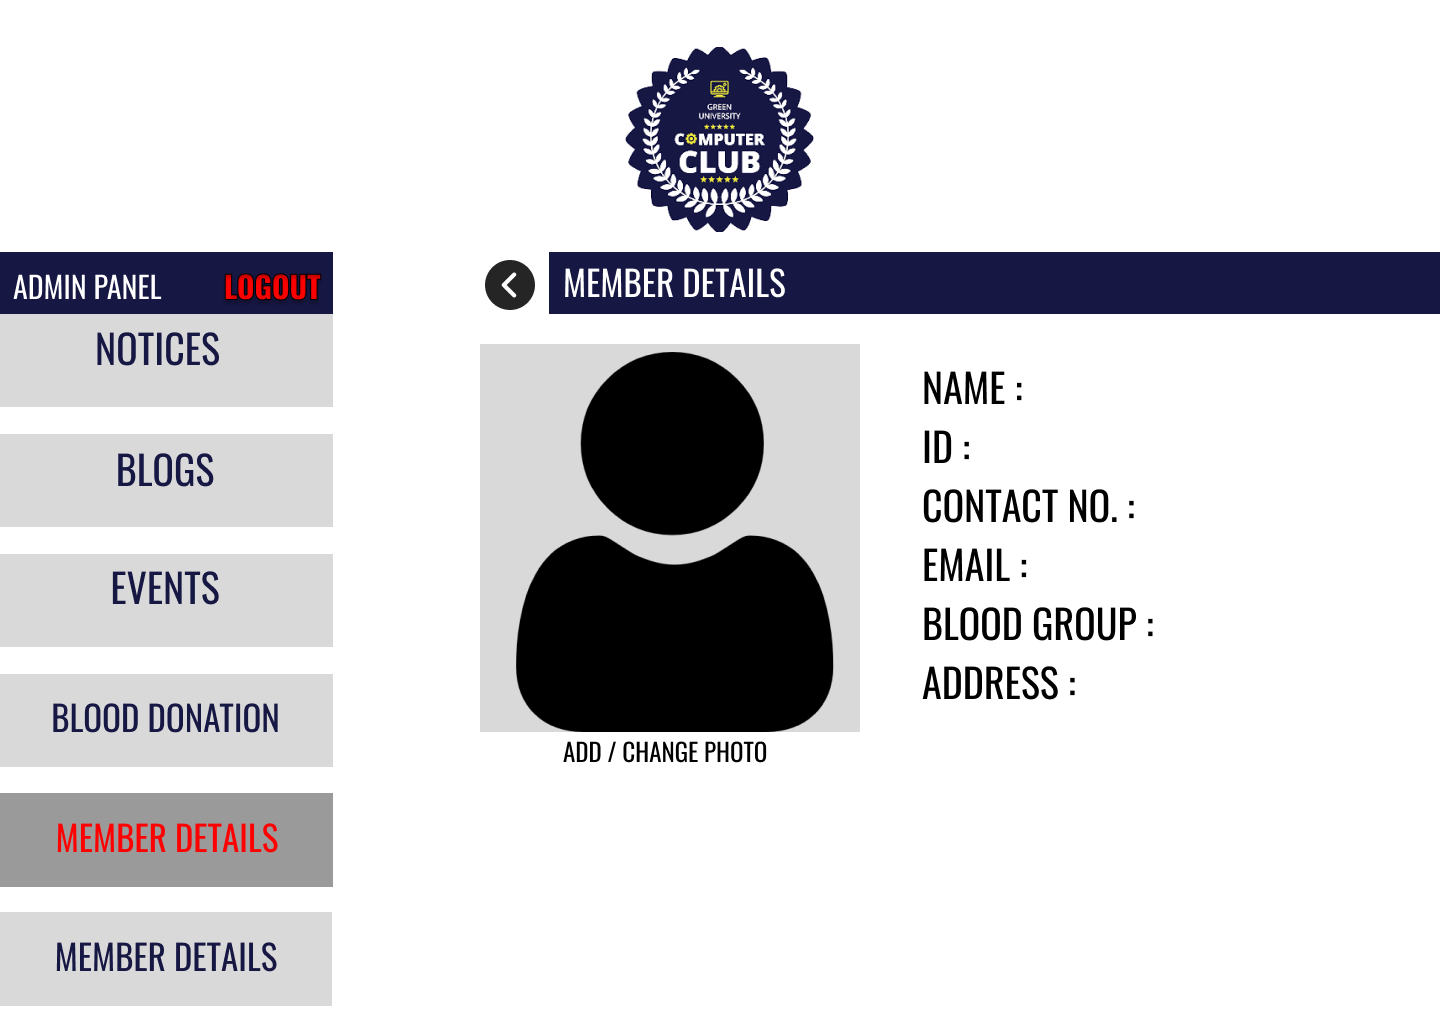 GREEN
UNIVERSITY
COMPUTER
CLUB
ADMIN PANEL LOGOUT
MEMBER DETAILS
NOTICES
BLOGS
EVENTS
BLOOD DONATION
MEMBER DETAILS
MEMBER DETAILS
ADD / CHANGE PHOTO
NAME :
ID :
CONTACT NO. :
EMAIL :
BLOOD GROUP :
ADDRESS :